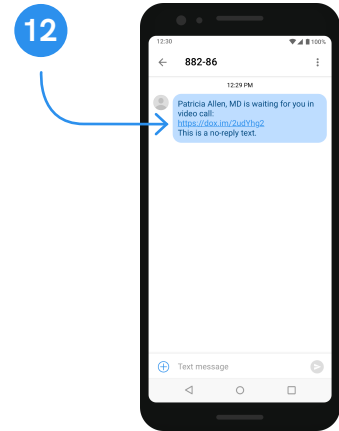 12
12:30
100%
882-86
12:29 PM
Patricia Allen, MD is waiting for you in
video call:
https://dox.im/2udYhg2
This is a no-reply text.
Text message